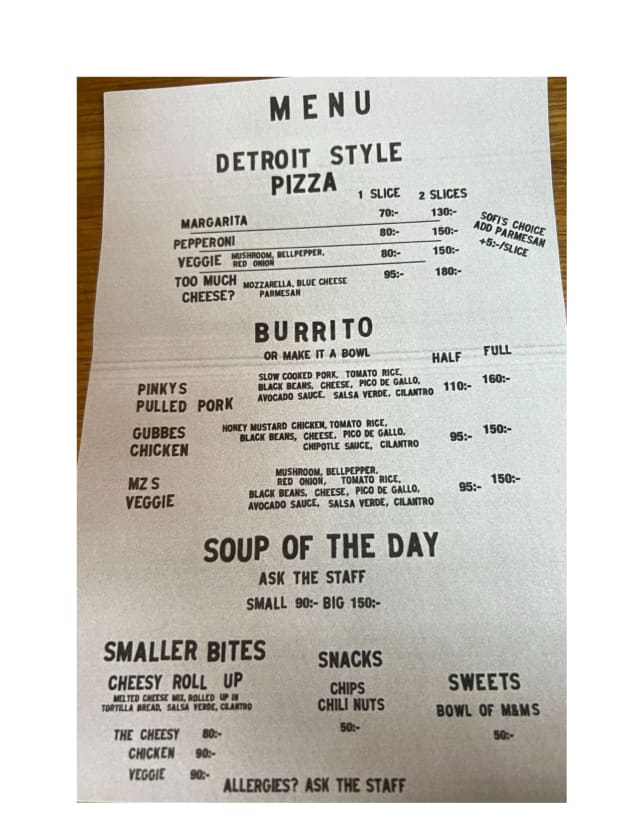 MENU
DETROIT STYLE
PIZZA
1 SLICE 2 SLICES
MARGARITA 70:- 130:-
PEPPERONI 80:- 150:-
VEGGIE MUSHROOM, BELLPEPPER, RED ONION 80:- 150:-
TOO MUCH CHEESE? MOZZARELLA, BLUE CHEESE PARMESAN 95:- 180:-
SOFI'S CHOICE
ADD PARMESAN
+5:-/SLICE
BURRITO
OR MAKE IT A BOWL
HALF FULL
PINKYS
PULLED PORK
SLOW COOKED PORK, TOMATO RICE,
BLACK BEANS, CHEESE, PICO DE GALLO,
AVOCADO SAUCE, SALSA VERDE, CILANTRO
110:- 160:-
GUBBES
CHICKEN
HONEY MUSTARD CHICKEN, TOMATO RICE,
BLACK BEANS, CHEESE, PICO DE GALLO,
CHIPOTLE SAUCE, CILANTRO
95:- 150:-
MZ S
VEGGIE
MUSHROOM, BELLPEPPER,
RED ONION, TOMATO RICE,
BLACK BEANS, CHEESE, PICO DE GALLO,
AVOCADO SAUCE, SALSA VERDE, CILANTRO
95:- 150:-
SOUP OF THE DAY
ASK THE STAFF
SMALL 90:- BIG 150:-
SMALLER BITES
CHEESY ROLL UP
MELTED CHEESE MIX, ROLLED UP IN
TORTILLA BREAD, SALSA VERDE, CILANTRO
THE CHEESY 80:-
CHICKEN 90:-
VEGGIE 90:-
SNACKS
CHIPS
CHILI NUTS
50:-
SWEETS
BOWL OF M&MS
50:-
ALLERGIES? ASK THE STAFF